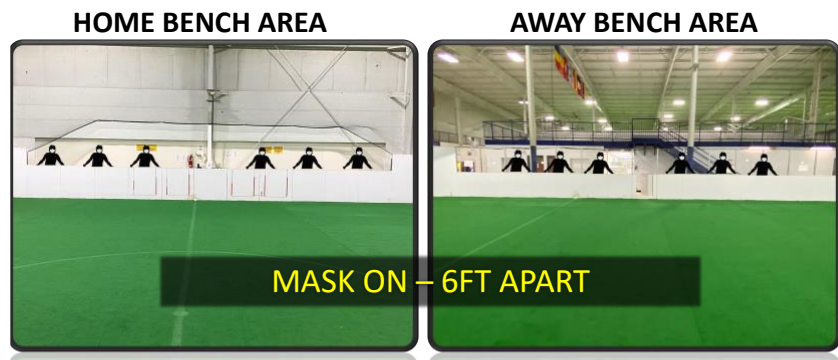 HOME BENCH AREA
AWAY BENCH AREA
MASK ON – 6FT APART